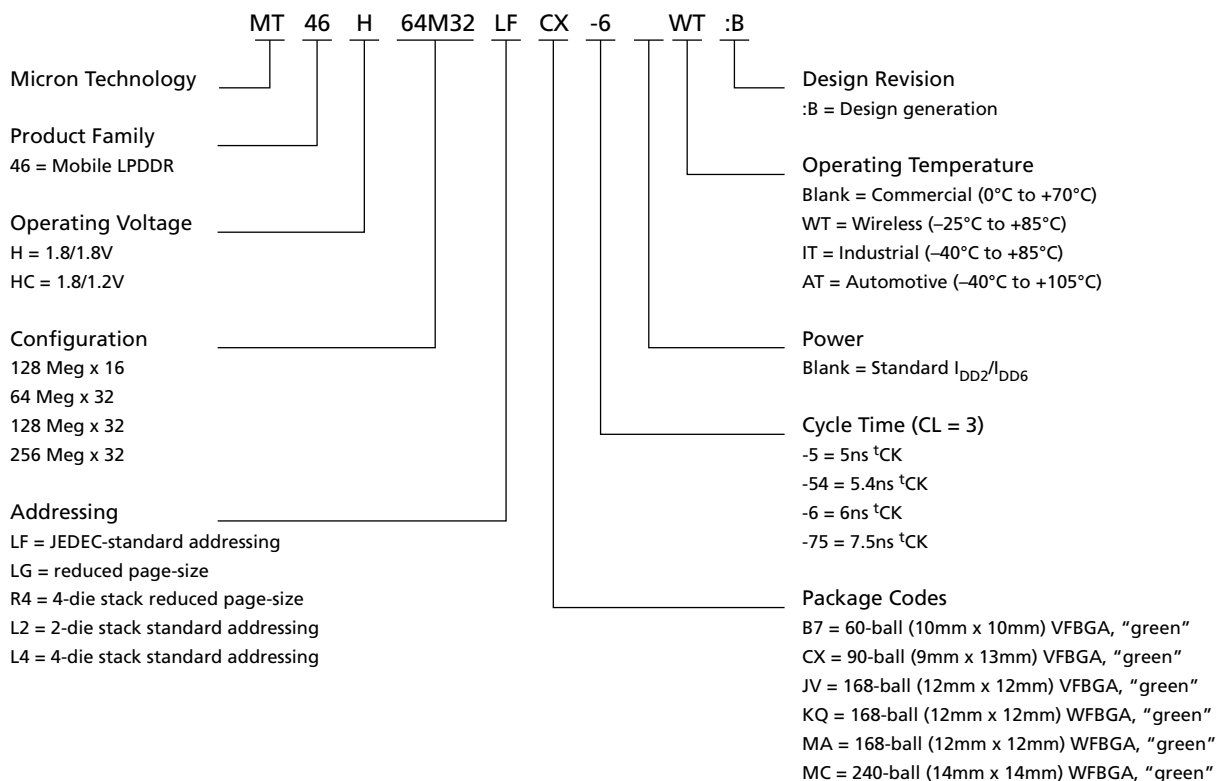 MT 46 H 64M32 LF CX -6 WT :B
Micron Technology
Product Family
46 = Mobile LPDDR
Operating Voltage
H = 1.8/1.8V
HC = 1.8/1.2V
Configuration
128 Meg x 16
64 Meg x 32
128 Meg x 32
256 Meg x 32
Addressing
LF = JEDEC-standard addressing
LG = reduced page-size
R4 = 4-die stack reduced page-size
L2 = 2-die stack standard addressing
L4 = 4-die stack standard addressing
Design Revision
:B = Design generation
Operating Temperature
Blank = Commercial (0°C to +70°C)
WT = Wireless (–25°C to +85°C)
IT = Industrial (–40°C to +85°C)
AT = Automotive (–40°C to +105°C)
Power
Blank = Standard IDD2/IDD6
Cycle Time (CL = 3)
-5 = 5ns tCK
-54 = 5.4ns tCK
-6 = 6ns tCK
-75 = 7.5ns tCK
Package Codes
B7 = 60-ball (10mm x 10mm) VFBGA, “green”
CX = 90-ball (9mm x 13mm) VFBGA, “green”
JV = 168-ball (12mm x 12mm) VFBGA, “green”
KQ = 168-ball (12mm x 12mm) WFBGA, “green”
MA = 168-ball (12mm x 12mm) WFBGA, “green”
MC = 240-ball (14mm x 14mm) WFBGA, “green”